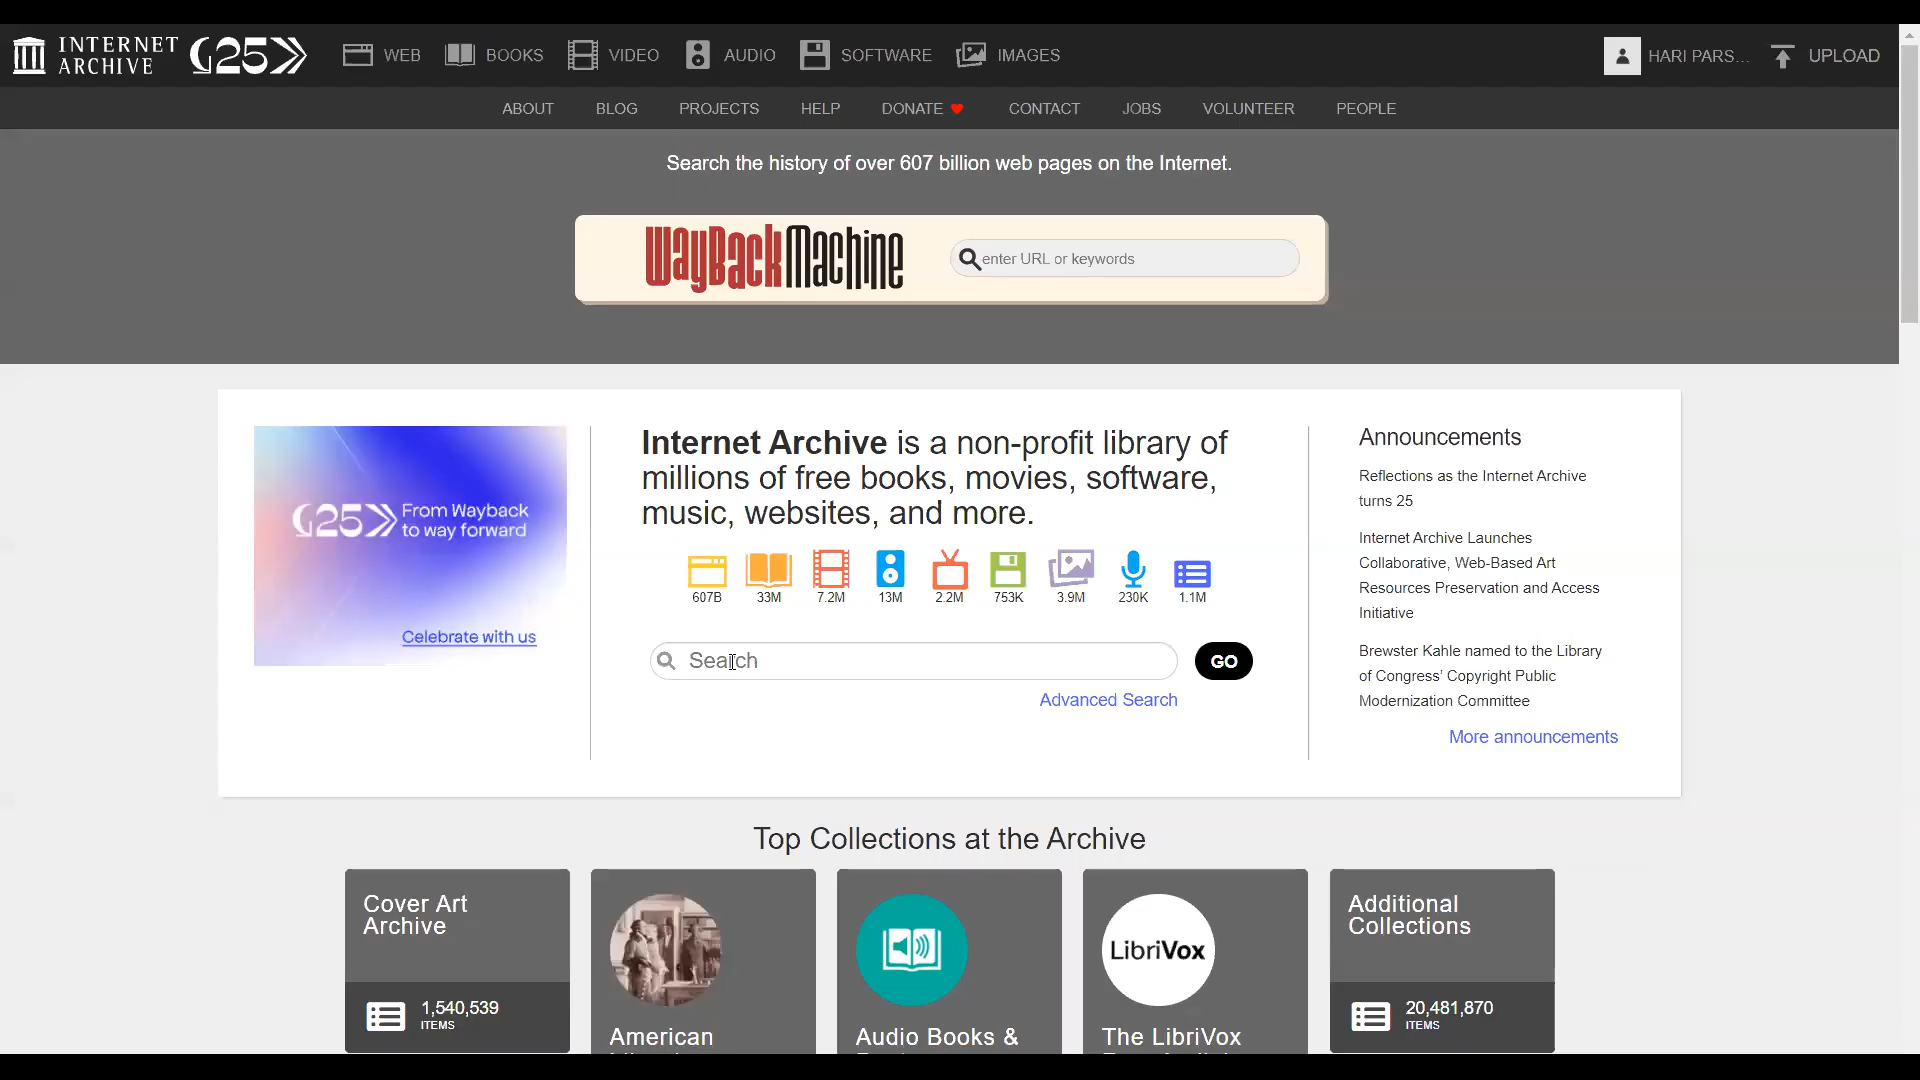 INTERNET
ARCHIVE
25
WEB
BOOKS
VIDEO
AUDIO
SOFTWARE
IMAGES
HARI PARS...
UPLOAD
ABOUT
BLOG
PROJECTS
HELP
DONATE
CONTACT
JOBS
VOLUNTEER
PEOPLE
Search the history of over 607 billion web pages on the Internet.
WayBackMachine
enter URL or keywords
25 From Wayback
to way forward
Celebrate with us
Internet Archive is a non-profit library of
millions of free books, movies, software,
music, websites, and more.
607B
33M
7.2M
13M
2.2M
753K
3.9M
230K
1.1M
Search
GO
Advanced Search
Announcements
Reflections as the Internet Archive
turns 25
Internet Archive Launches
Collaborative, Web-Based Art
Resources Preservation and Access
Initiative
Brewster Kahle named to the Library
of Congress' Copyright Public
Modernization Committee
More announcements
Top Collections at the Archive
Cover Art
Archive
1,540,539
ITEMS
American
Audio Books &
LibriVox
The LibriVox
Additional
Collections
20,481,870
ITEMS